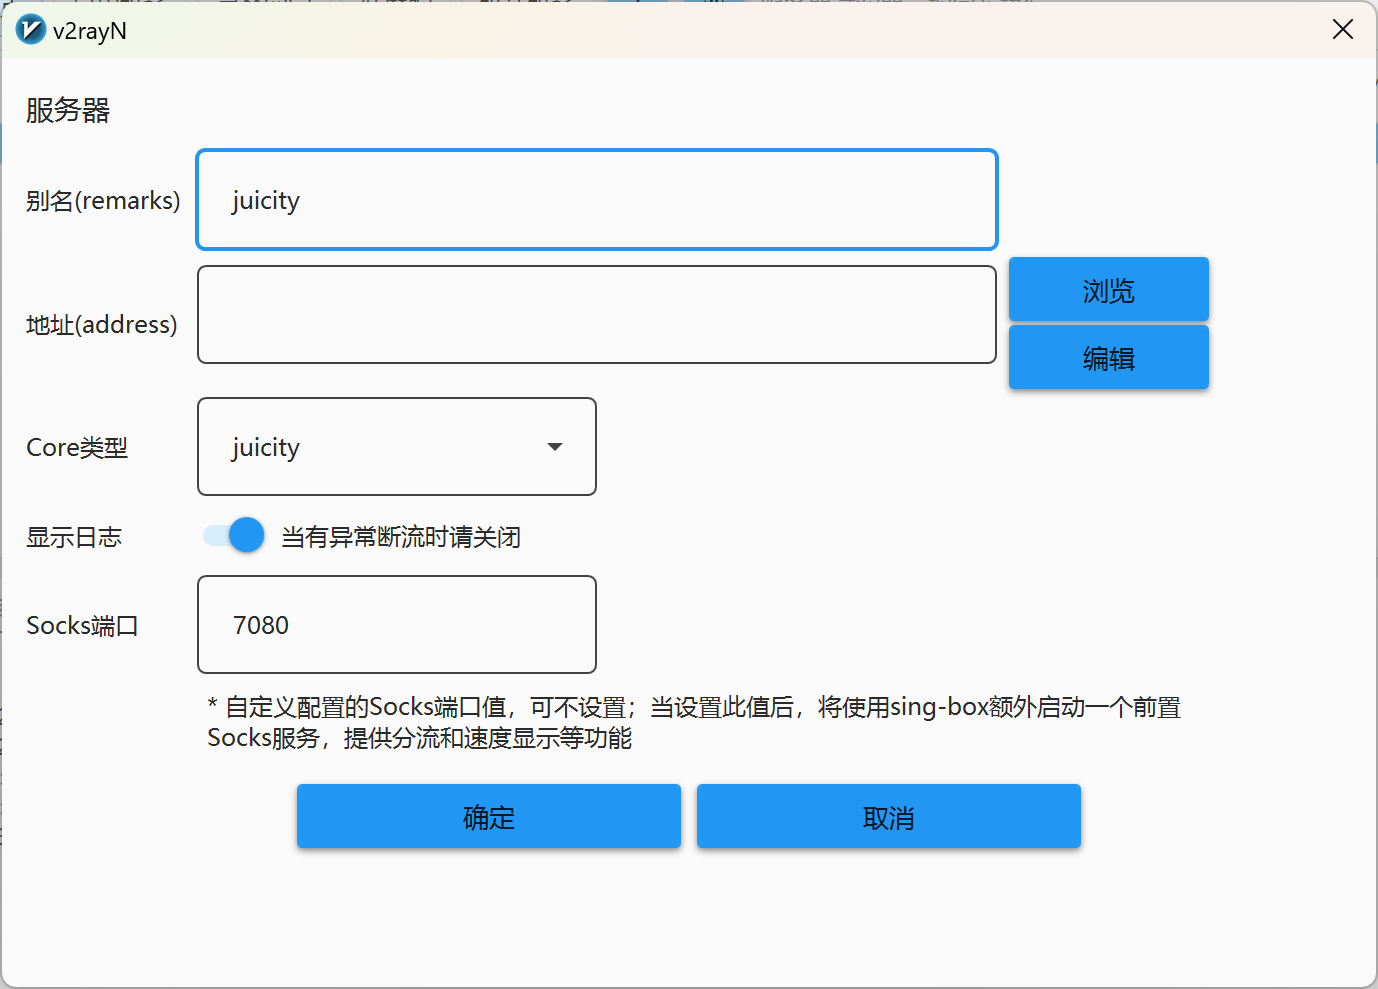 v2rayN
服务器
别名(remarks)
juicity
地址(address)
浏览
编辑
Core类型
juicity
显示日志
当有异常断流时请关闭
Socks端口
7080
* 自定义配置的Socks端口值，可不设置；当设置此值后，将使用sing-box额外启动一个前置
Socks服务，提供分流和速度显示等功能
确定
取消